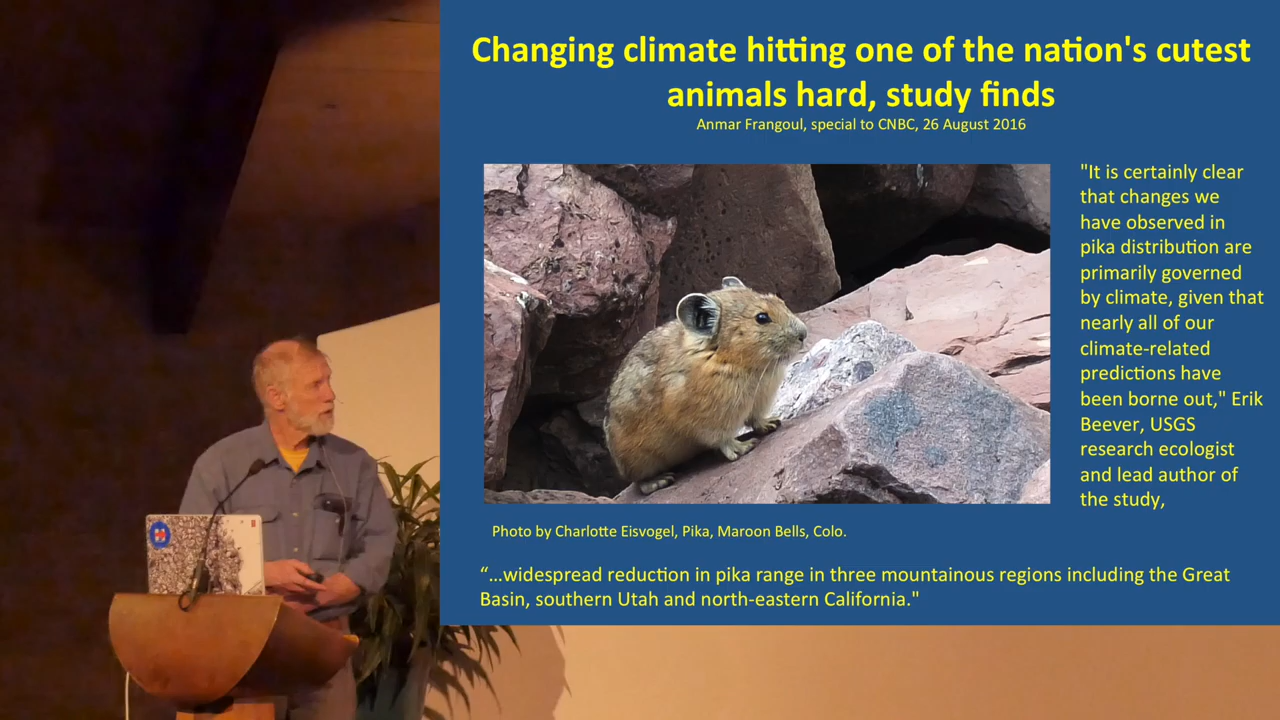 Changing climate hitting one of the nation's cutest
animals hard, study finds
Anmar Frangoul, special to CNBC, 26 August 2016
"It is certainly clear
that changes we
have observed in
pika distribution are
primarily governed
by climate, given that
nearly all of our
climate-related
predictions have
been borne out," Erik
Beever, USGS
research ecologist
and lead author of
the study,
Photo by Charlotte Eisvogel, Pika, Maroon Bells, Colo.
“...widespread reduction in pika range in three mountainous regions including the Great
Basin, southern Utah and north-eastern California."
H